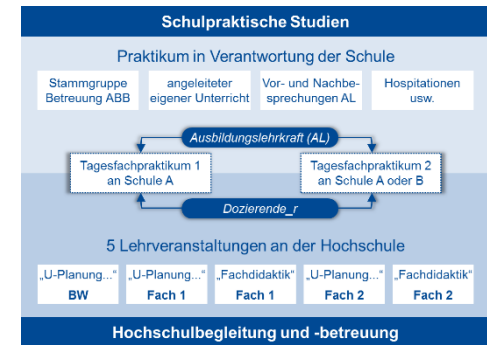 Schulpraktische Studien
Praktikum in Verantwortung der Schule
Stammgruppe
Betreuung ABB
angeleiteter
eigener Unterricht
Vor- und Nachbe-
sprechungen AL
Hospitationen
usw.
Ausbildungslehrkraft (AL)
Tagesfachpraktikum 1
an Schule A
Tagesfachpraktikum 2
an Schule A oder B
Dozierende_r
5 Lehrveranstaltungen an der Hochschule
„U-Planung...“
BW
„U-Planung...“
Fach 1
„Fachdidaktik“
Fach 1
„U-Planung...“
Fach 2
„Fachdidaktik“
Fach 2
Hochschulbegleitung und -betreuung